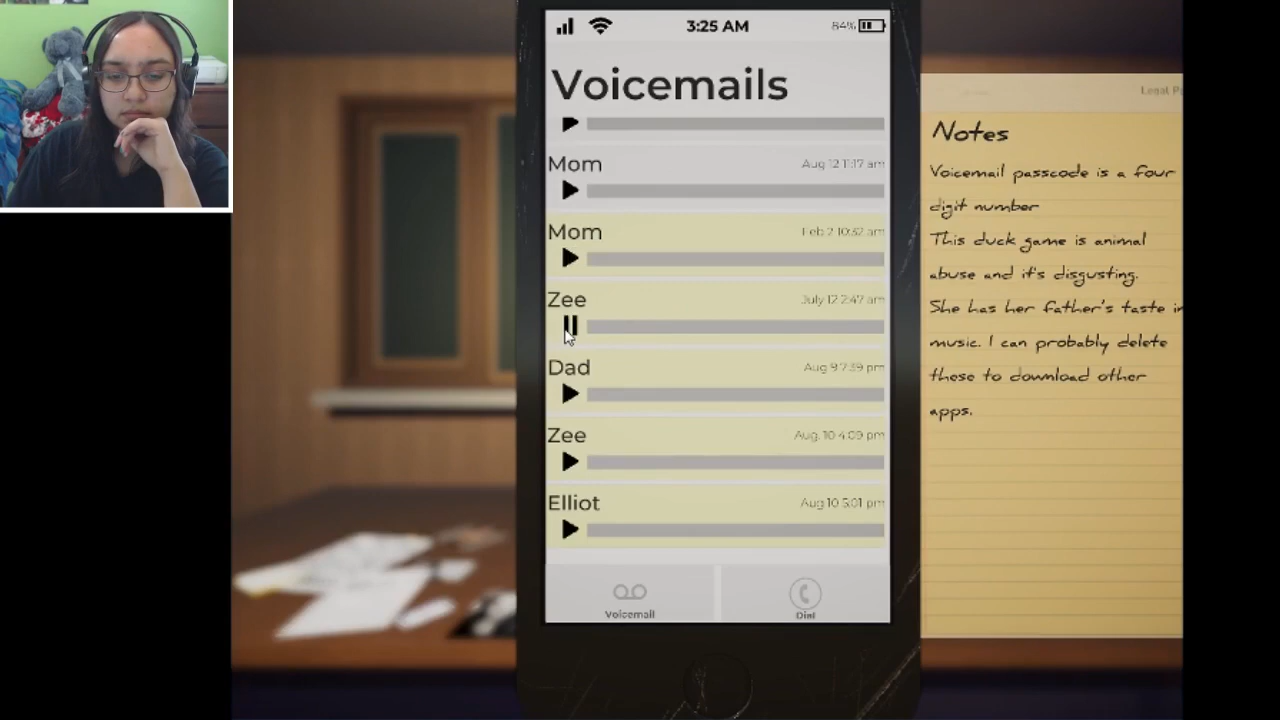 3:25 AM
84%
Voicemails
Mom Aug 12 11:17 am
Mom Feb 2 10:32 am
Zee July 12 2:47 am
Dad Aug 9 7:39 pm
Zee Aug. 10 4:09 pm
Elliot Aug 10 5:01 pm
Voicemail
Dial
Legal
Notes
Voicemail passcode is a four
digit number
This duck game is animal
abuse and it's disgusting.
She has her father's taste in
music. I can probably delete
these to download other
apps.